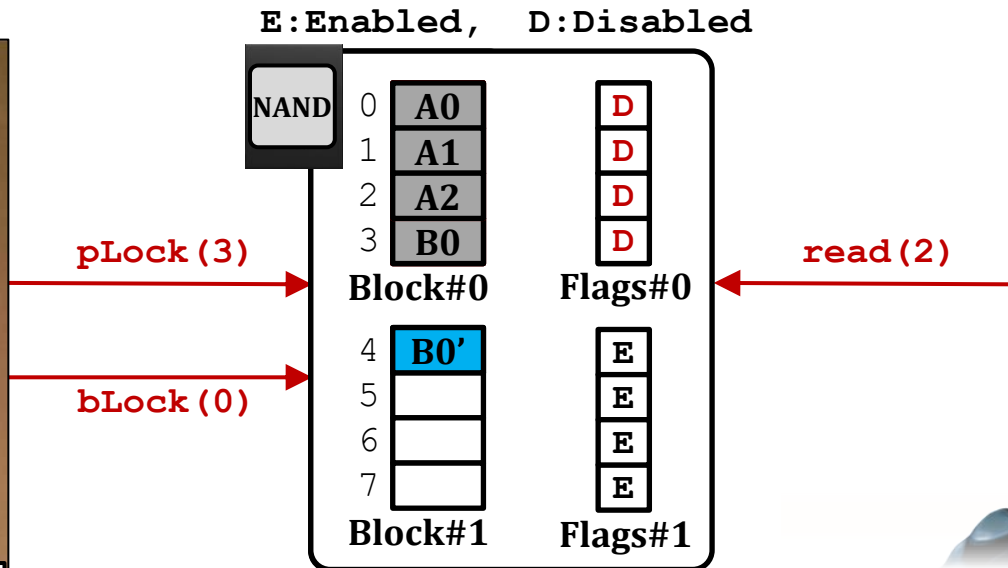 E:Enabled, D:Disabled
NAND
0 A0 D
1 A1 D
2 A2 D
3 B0 D
pLock(3)
read(2)
Block#0 Flags#0
4 B0’ E
5 E
bLock(0)
6 E
7 E
Block#1 Flags#1